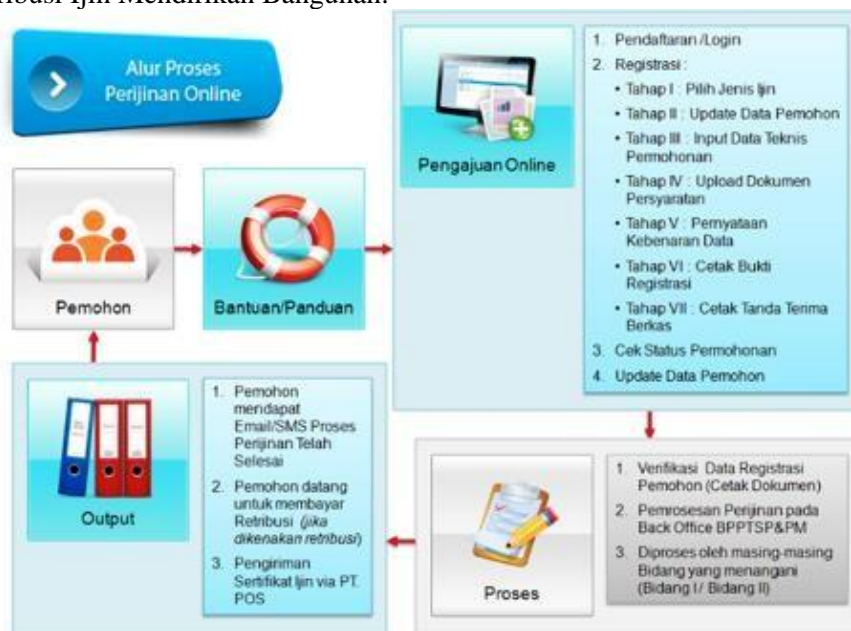 Ijin Mendirikan Bangunan.
Alur Proses
Perijinan Online
Pemohon
Bantuan/Panduan
Pengajuan Online
1. Pendaftaran /Login
2. Registrasi :
• Tahap I : Pilih Jenis Ijin
• Tahap II : Update Data Pemohon
• Tahap III : Input Data Teknis
Permohonan
• Tahap IV : Upload Dokumen
Persyaratan
• Tahap V : Pernyataan
Kebenaran Data
• Tahap VI : Cetak Bukti
Registrasi
• Tahap VII : Cetak Tanda Terima
Berkas
3. Cek Status Permohonan
4. Update Data Pemohon
Proses
1. Verifikasi Data Registrasi
Pemohon (Cetak Dokumen)
2. Pemrosesan Perijinan pada
Back Office BPPTSP&PM
3. Diproses oleh masing-masing
Bidang yang menangani
(Bidang I / Bidang II)
Output
1. Pemohon
mendapat
Email/SMS Proses
Perijinan Telah
Selesai
2. Pemohon datang
untuk membayar
Retribusi (jika
dikenakan retribusi)
3. Pengiriman
Sertifikat Ijin via PT.
POS